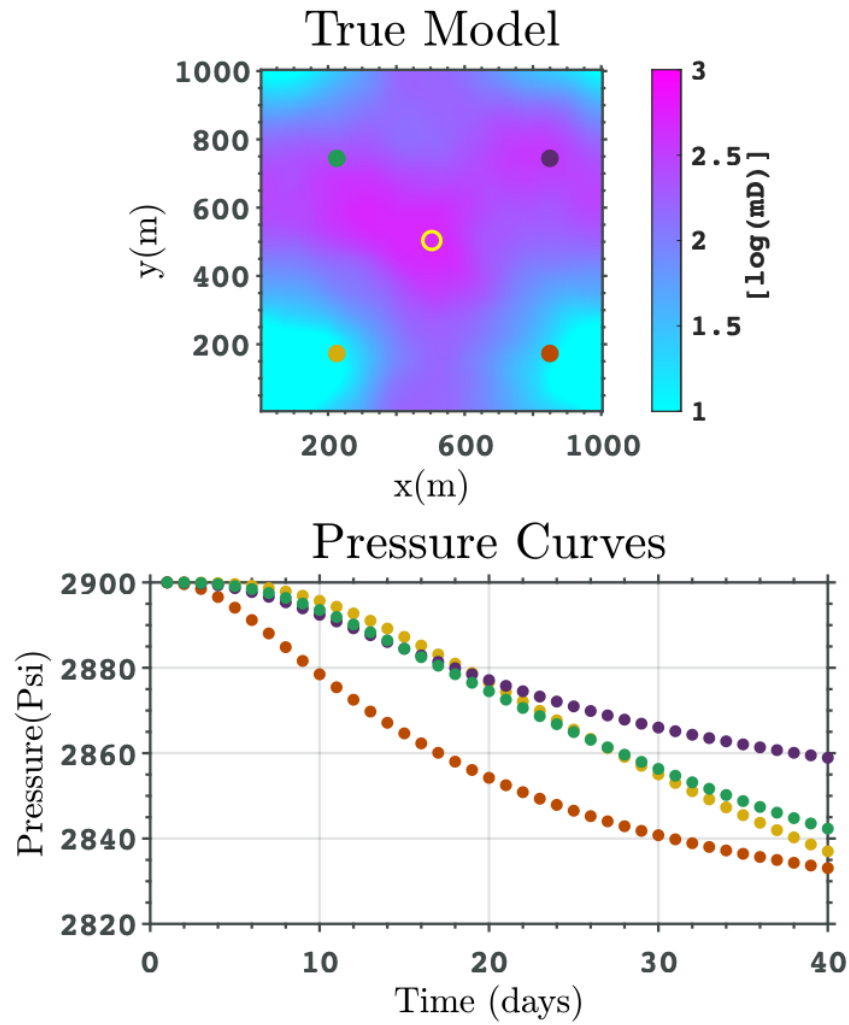 True Model
1000
800
600
400
200
y(m)
200 600 1000
x(m)
3
2.5
2
1.5
1
[log(mD)]
Pressure Curves
2900
2880
2860
2840
2820
Pressure(Psi)
0 10 20 30 40
Time (days)